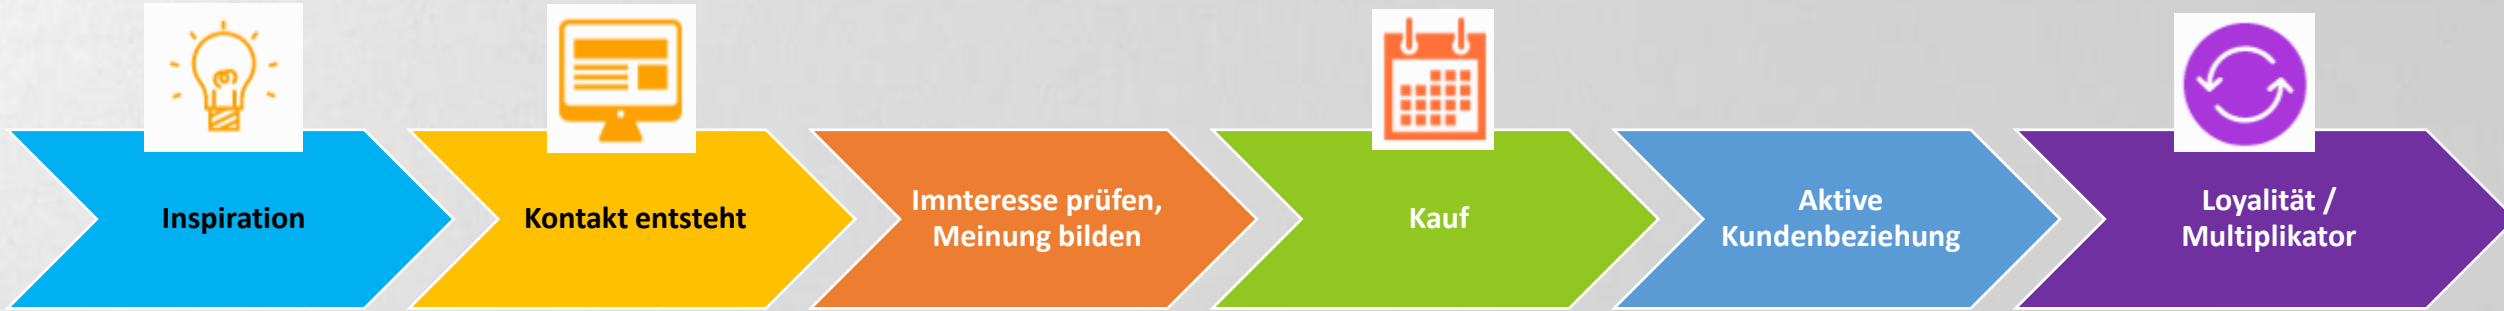 Inspiration
Kontakt entsteht
Imnteresse prüfen,
Meinung bilden
Kauf
Aktive
Kundenbeziehung
Loyalität /
Multiplikator